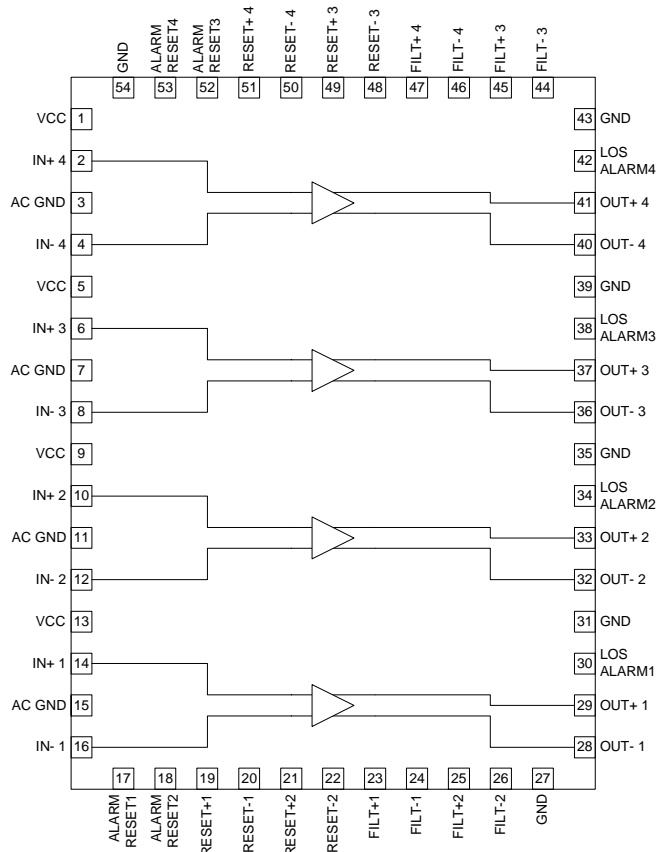 GND
ALARM
RESET4
ALARM
RESET3
RESET+ 4
RESET- 4
RESET+ 3
RESET- 3
FILT+ 4
FILT- 4
FILT+ 3
FILT- 3
54 53 52 51 50 49 48 47 46 45 44
VCC 1
IN+ 4 2
AC GND 3
IN- 4 4
VCC 5
IN+ 3 6
AC GND 7
IN- 3 8
VCC 9
IN+ 2 10
AC GND 11
IN- 2 12
VCC 13
IN+ 1 14
AC GND 15
IN- 1 16
43 GND
42 LOS
ALARM4
41 OUT+ 4
40 OUT- 4
39 GND
38 LOS
ALARM3
37 OUT+ 3
36 OUT- 3
35 GND
34 LOS
ALARM2
33 OUT+ 2
32 OUT- 2
31 GND
30 LOS
ALARM1
29 OUT+ 1
28 OUT- 1
17 18 19 20 21 22 23 24 25 26 27
ALARM
RESET1
ALARM
RESET2
RESET+1
RESET-1
RESET+2
RESET-2
FILT+1
FILT-1
FILT+2
FILT-2
GND